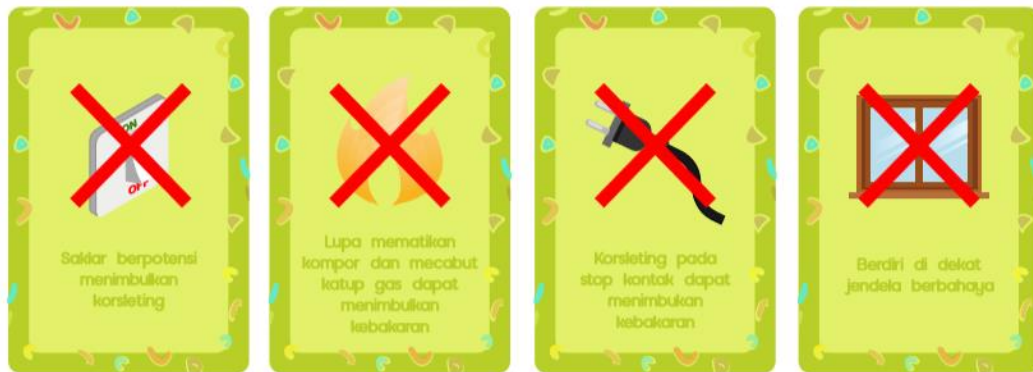 ON
OFF
Saklar berpotensi
menimbulkan
korsleting
Lupa mematikan
kompor dan mecabut
katup gas dapat
menimbulkan
kebakaran
Korsleting pada
stop kontak dapat
menimbukan
kebakaran
Berdiri di dekat
jendela berbahaya